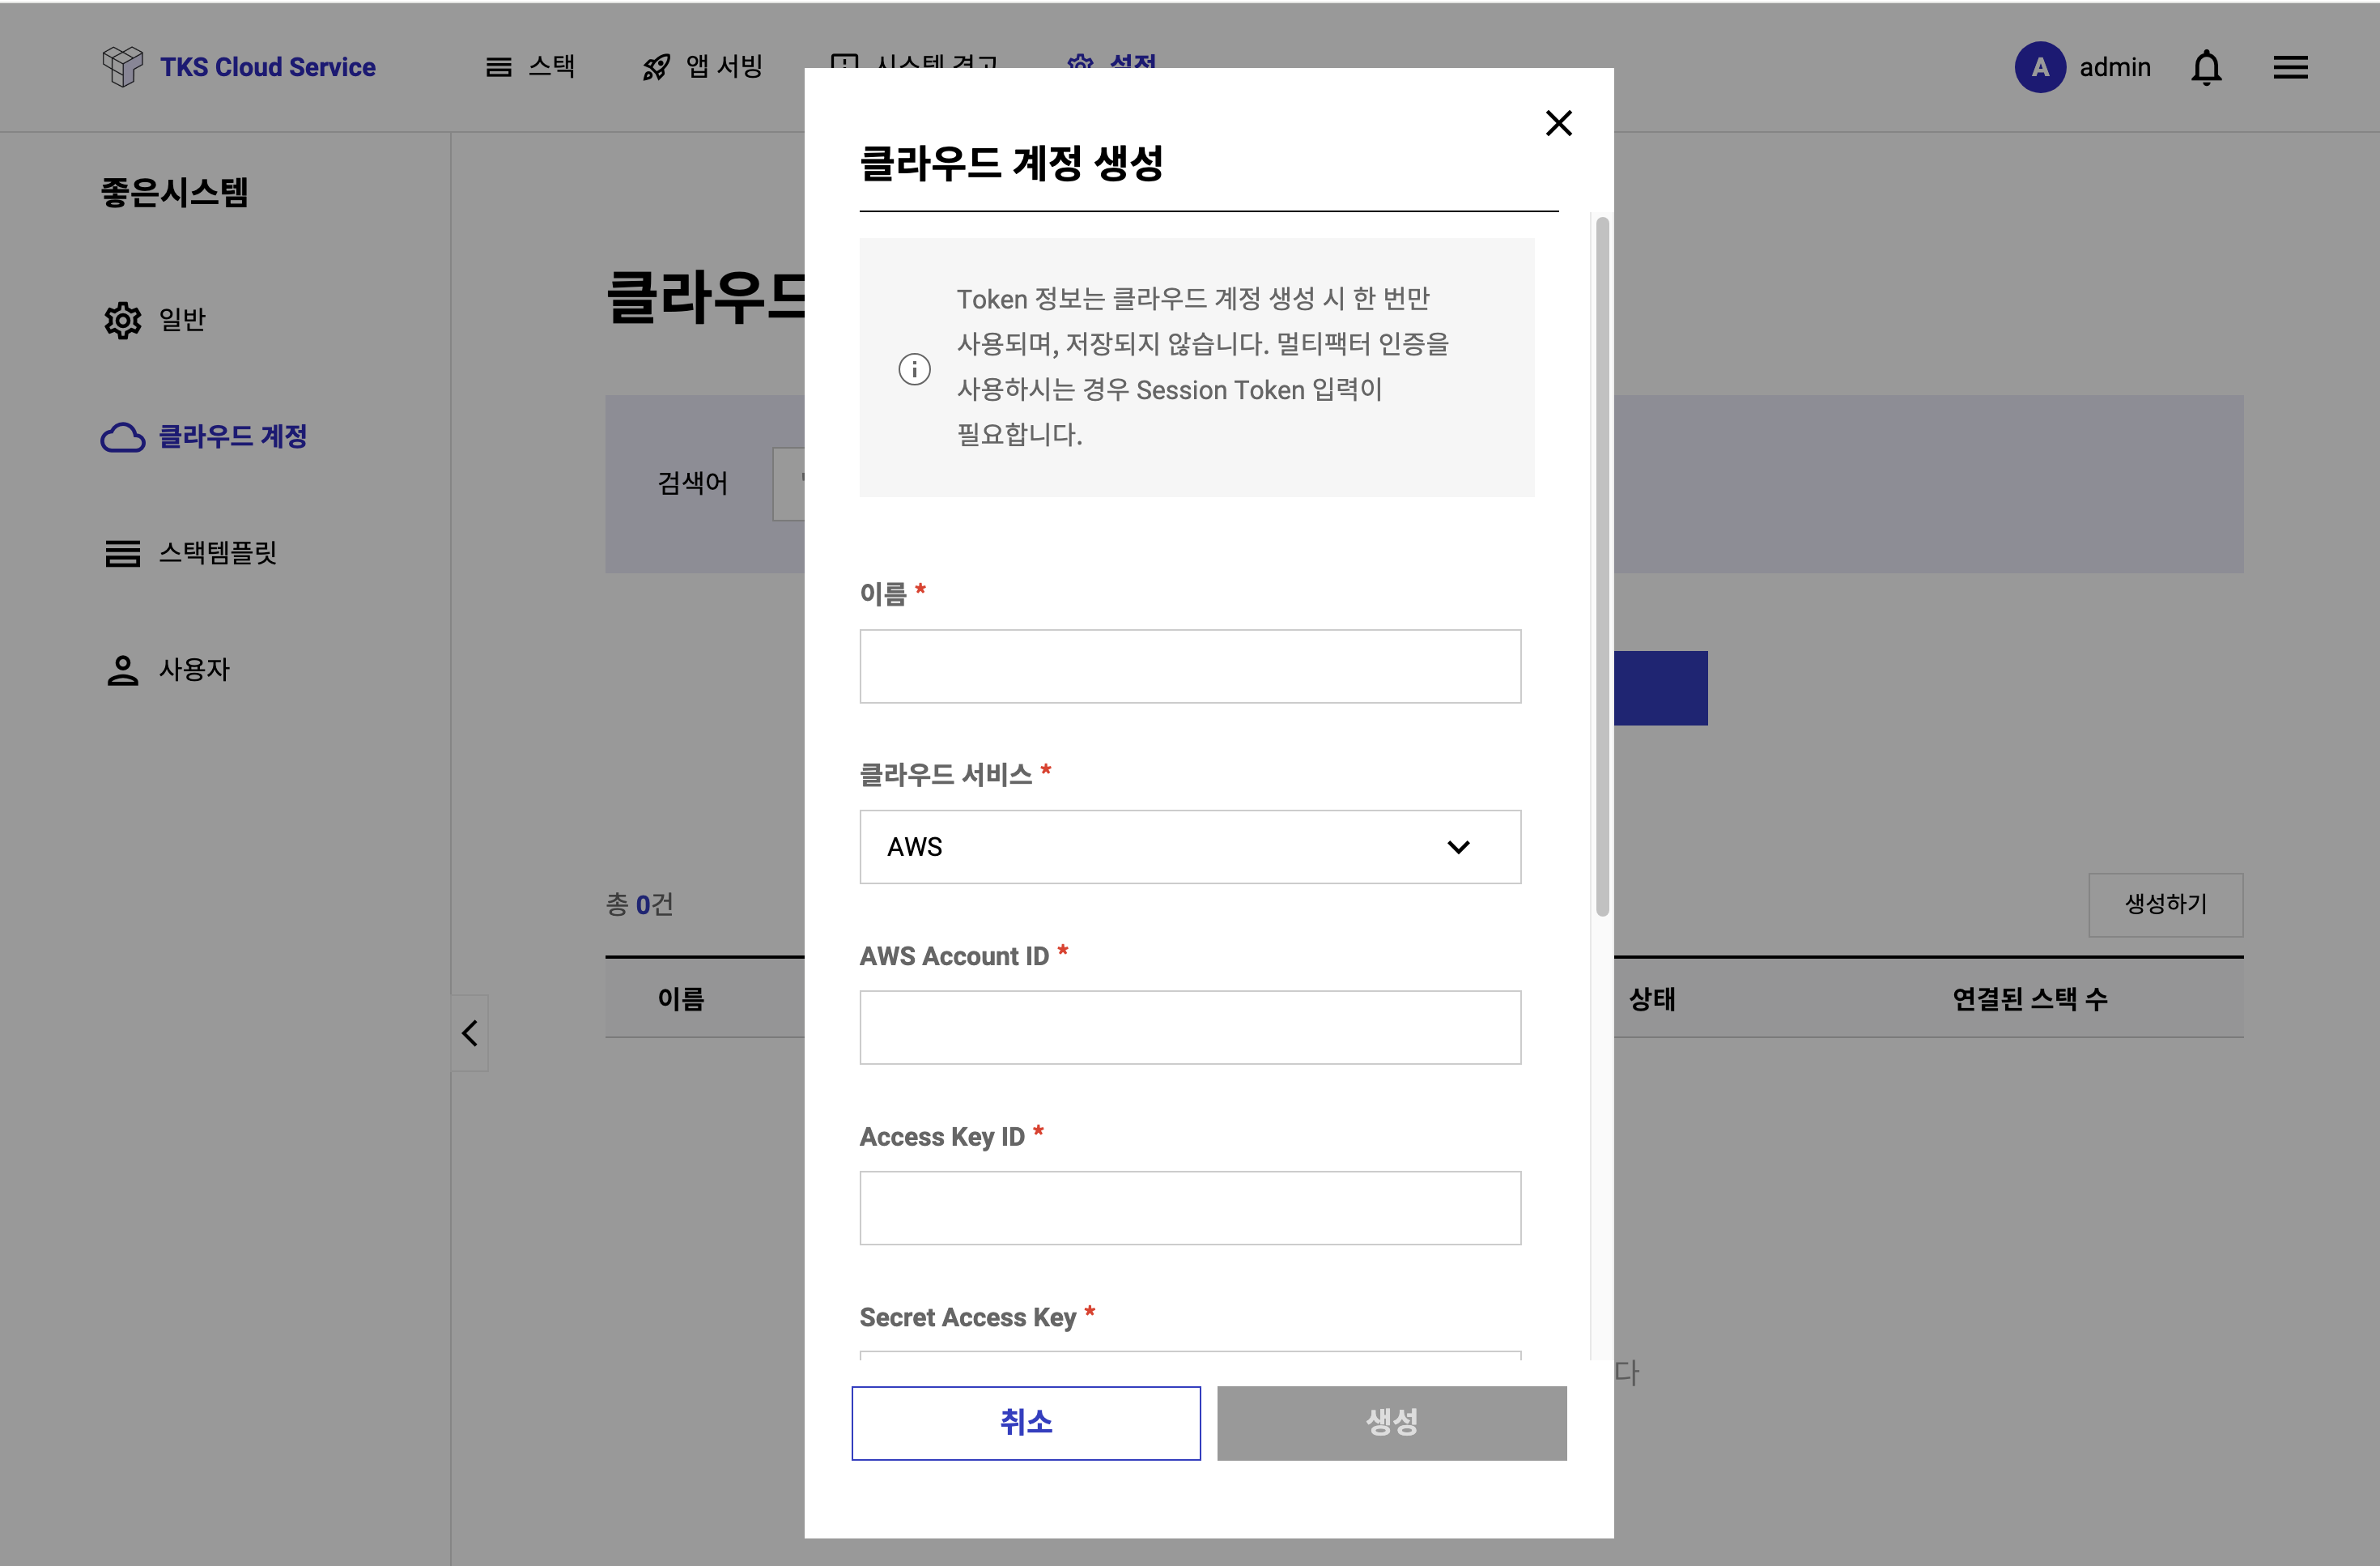 TKS Cloud Service
스택
앱 서빙
시스템 경고
설정
A
admin
좋은시스템
일반
클라우드 계정
스택템플릿
사용자
클라우드
검색어
총 0건
생성하기
이름
상태
연결된 스택 수
다
클라우드 계정 생성
Token 정보는 클라우드 계정 생성 시 한 번만
사용되며, 저장되지 않습니다. 멀티팩터 인증을
사용하시는 경우 Session Token 입력이
필요합니다.
이름 *
클라우드 서비스 *
AWS
AWS Account ID *
Access Key ID *
Secret Access Key *
취소
생성